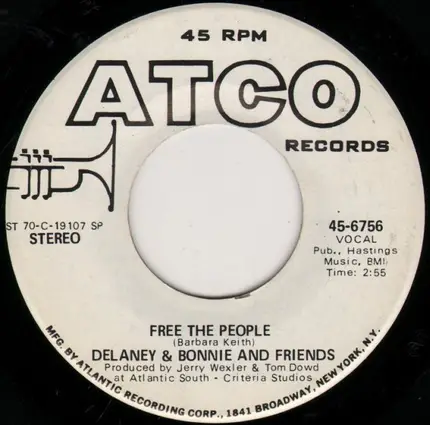 45 RPM
ATCO
RECORDS
ST 70-C-19107 SP
STEREO
45-6756
VOCAL
Pub., Hastings
Music, BMI
Time: 2:55
FREE THE PEOPLE
(Barbara Keith)
DELANEY & BONNIE AND FRIENDS
Produced by Jerry Wexler & Tom Dowd
at Atlantic South - Criteria Studios
MFG. BY ATLANTIC RECORDING CORP., 1841 BROADWAY, NEW YORK, N.Y.